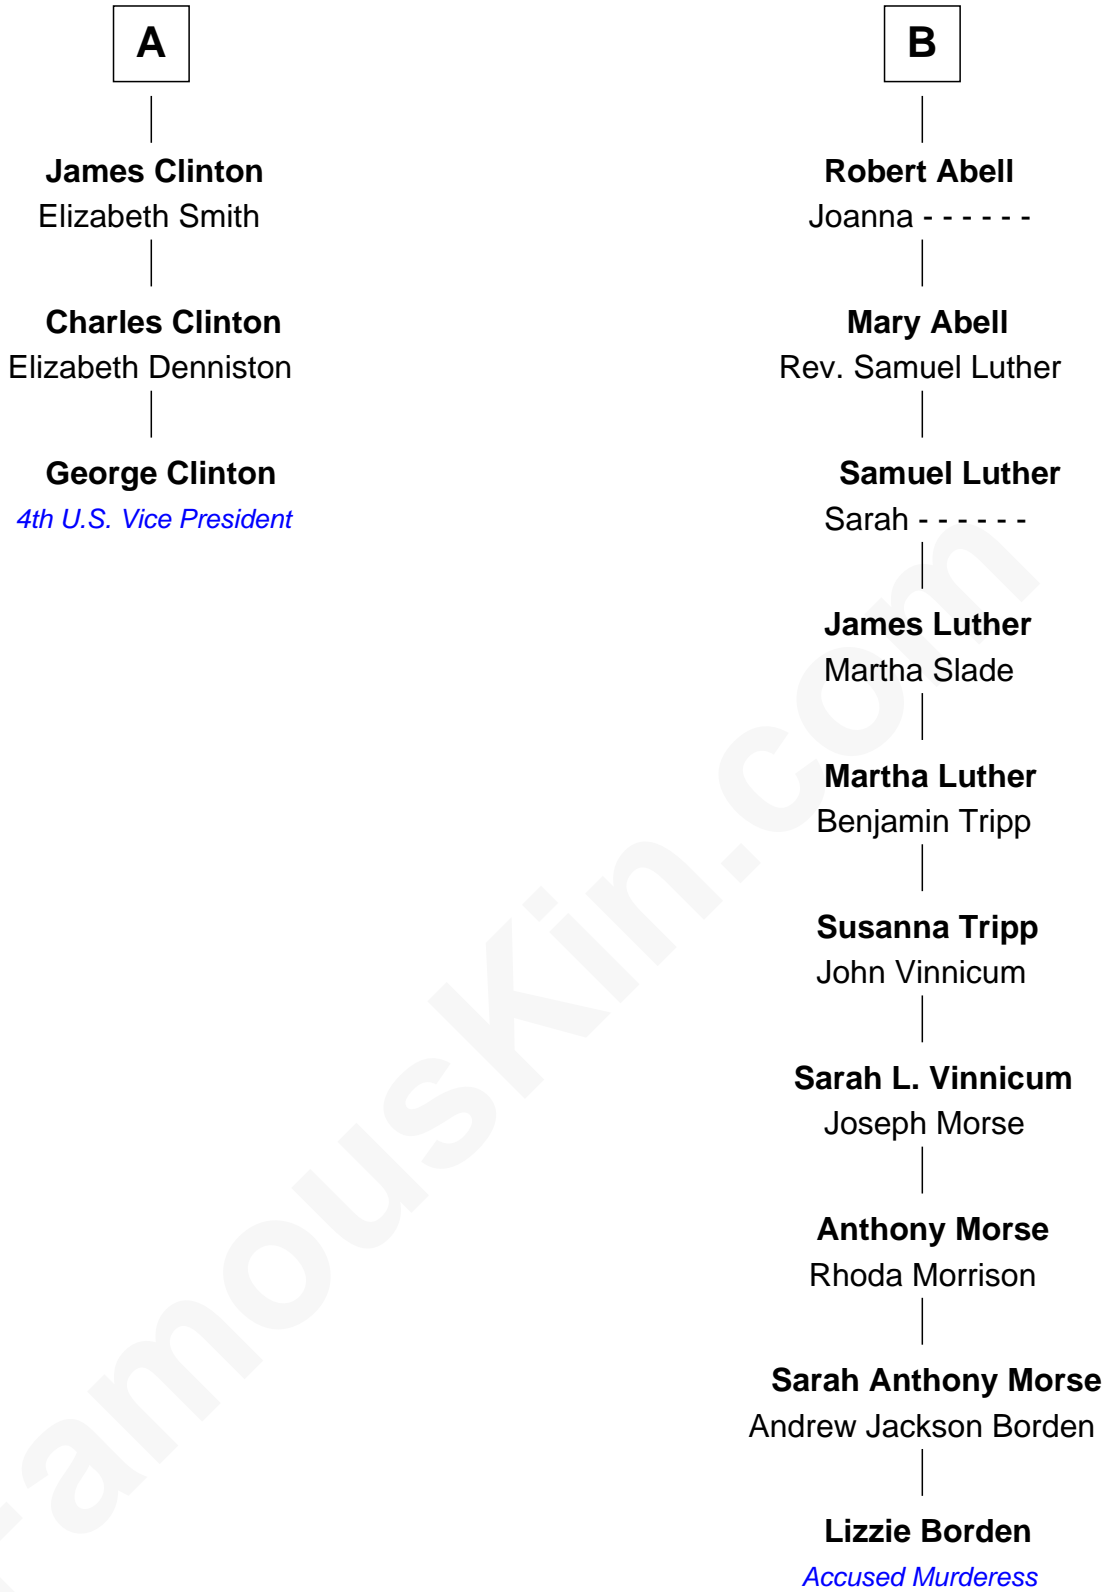 A
James Clinton
Elizabeth Smith
Charles Clinton
Elizabeth Denniston
George Clinton
4th U.S. Vice President
B
Robert Abell
Joanna - - - - - -
Mary Abell
Rev. Samuel Luther
Samuel Luther
Sarah - - - - - -
James Luther
Martha Slade
Martha Luther
Benjamin Tripp
Susanna Tripp
John Vinnicum
Sarah L. Vinnicum
Joseph Morse
Anthony Morse
Rhoda Morrison
Sarah Anthony Morse
Andrew Jackson Borden
Lizzie Borden
Accused Murderess
FamousKin.com